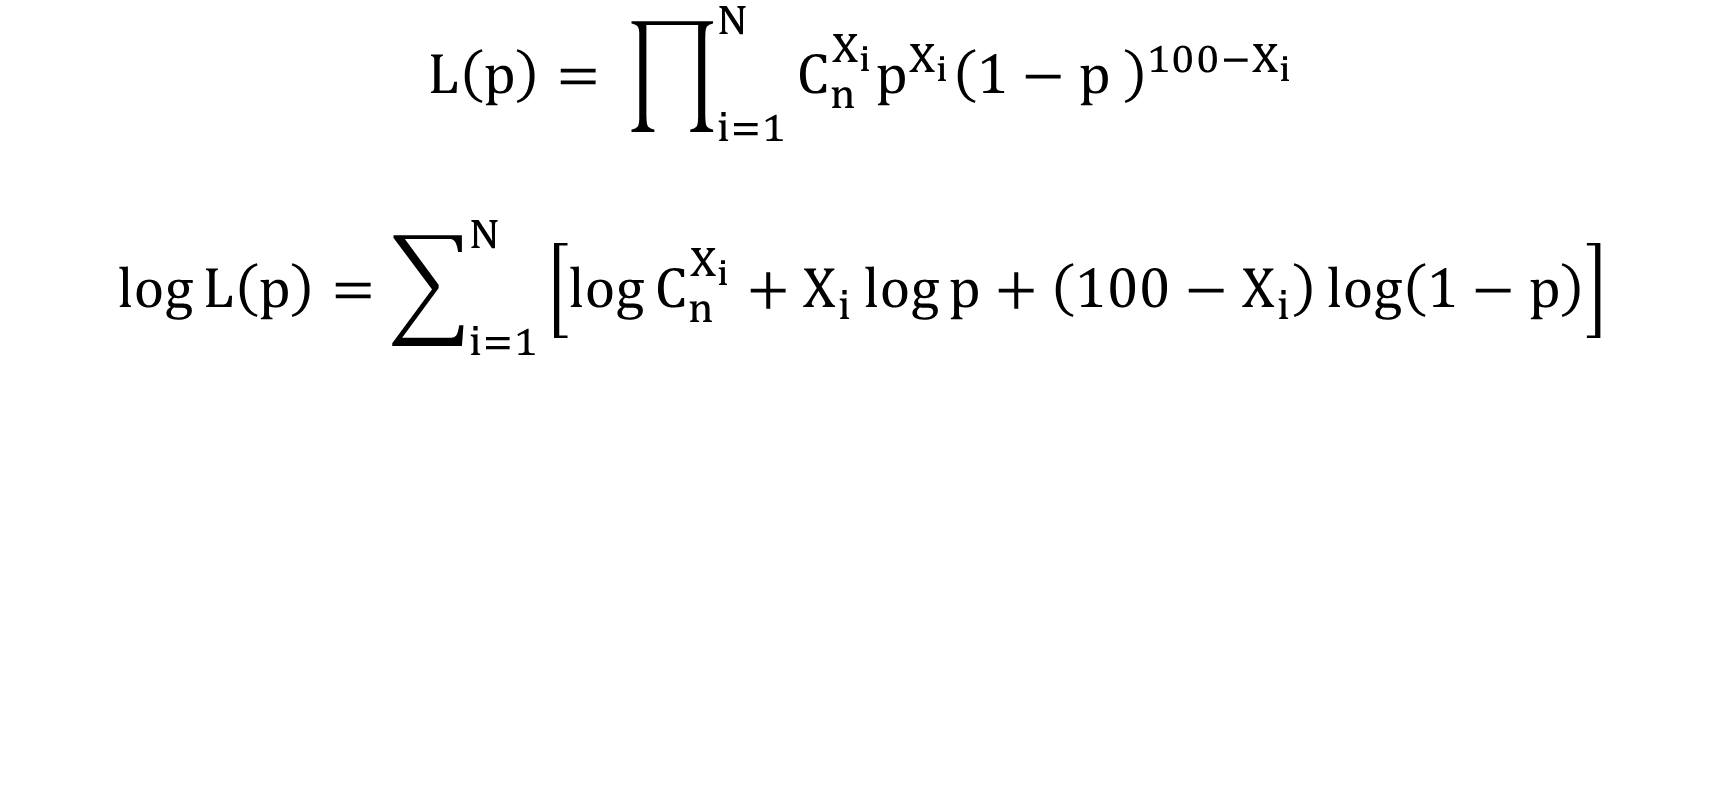 L(p) = ∏_{i=1}^{N} C_n^{X_i} p^{X_i} (1 − p )^{100−X_i}
log L(p) = ∑_{i=1}^{N} [log C_n^{X_i} + X_i log p + (100 − X_i) log(1 − p)]